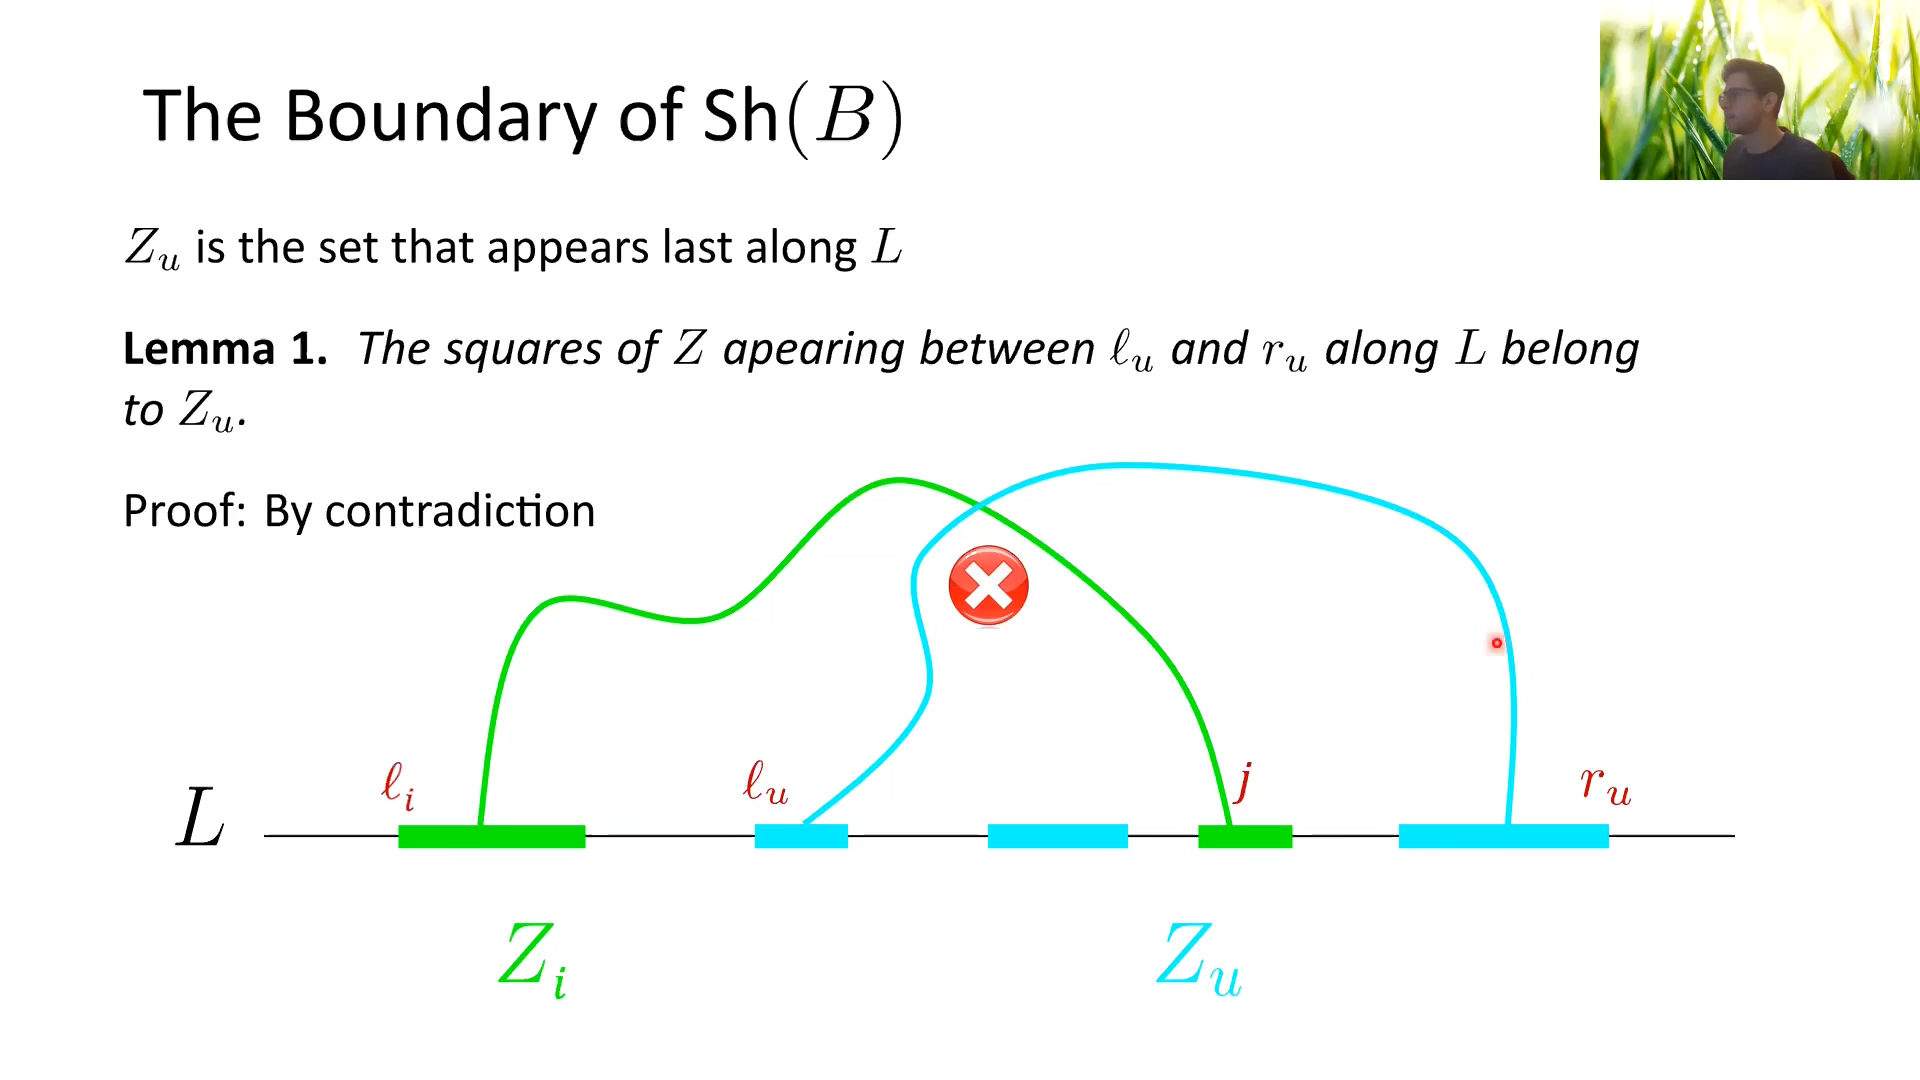 The Boundary of Sh(B)
Z_u is the set that appears last along L
Lemma 1. The squares of Z apearing between ℓ_u and r_u along L belong
to Z_u.
Proof: By contradiction
ℓ_i ℓ_u j r_u
L
Z_i Z_u